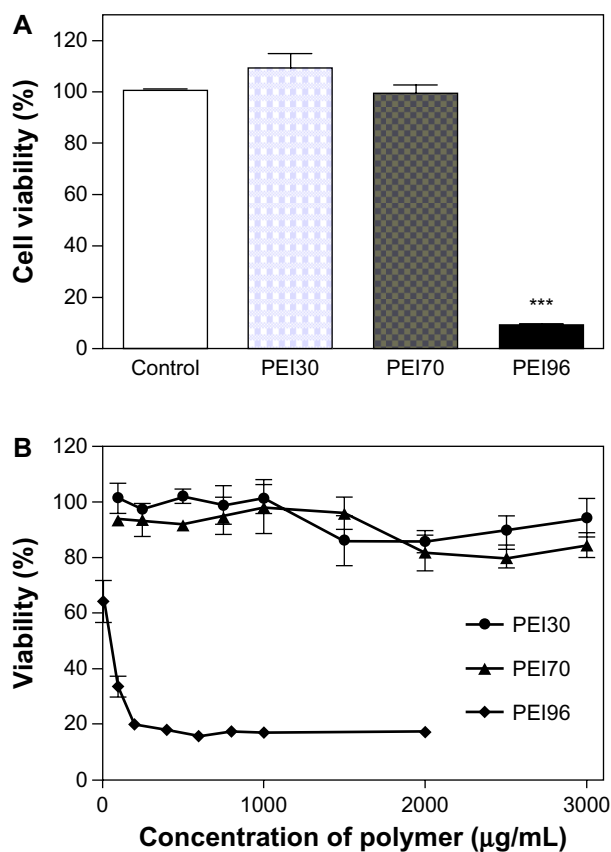 A
Cell viability (%)
120
100
80
60
40
20
0
***
Control PEI30 PEI70 PEI96
B
Viability (%)
120
100
80
60
40
20
0
PEI30
PEI70
PEI96
0 1000 2000 3000
Concentration of polymer (µg/mL)